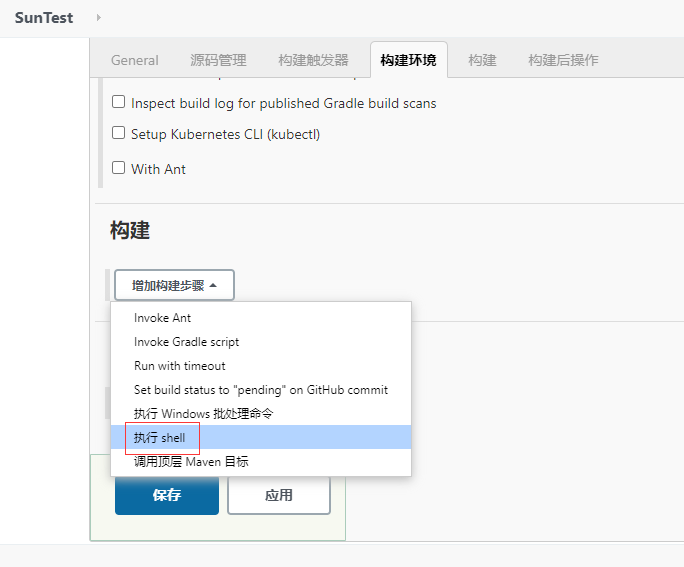 SunTest
General 源码管理 构建触发器 构建环境 构建 构建后操作
Inspect build log for published Gradle build scans
Setup Kubernetes CLI (kubectl)
With Ant
构建
增加构建步骤
Invoke Ant
Invoke Gradle script
Run with timeout
Set build status to "pending" on GitHub commit
执行 Windows 批处理命令
执行 shell
调用顶层 Maven 目标
保存 应用